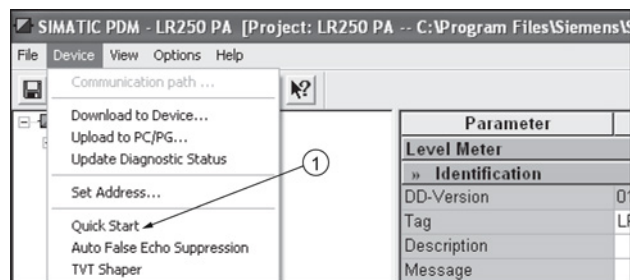 SIMATIC PDM - LR250 PA [Project: LR250 PA -- C:\Program Files\Siemens\S
File Device View Options Help
Communication path ...
Download to Device...
Upload to PC/PG...
Update Diagnostic Status
Set Address...
Quick Start
Auto False Echo Suppression
TVT Shaper
1
Parameter
Level Meter
» Identification
DD-Version
Tag
Description
Message